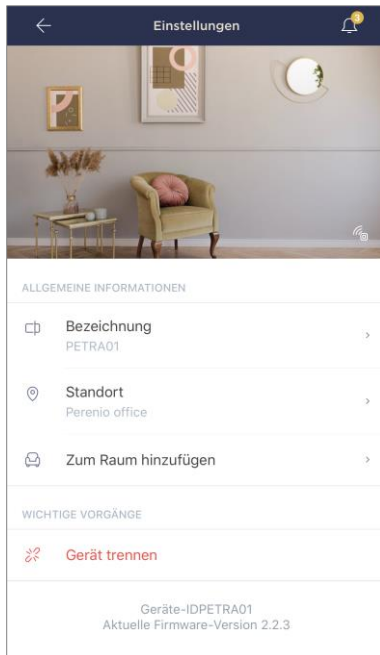 Einstellungen
3
ALLGEMEINE INFORMATIONEN
Bezeichnung
PETRA01
Standort
Perenio office
Zum Raum hinzufügen
WICHTIGE VORGÄNGE
Gerät trennen
Geräte-IDPETRA01
Aktuelle Firmware-Version 2.2.3